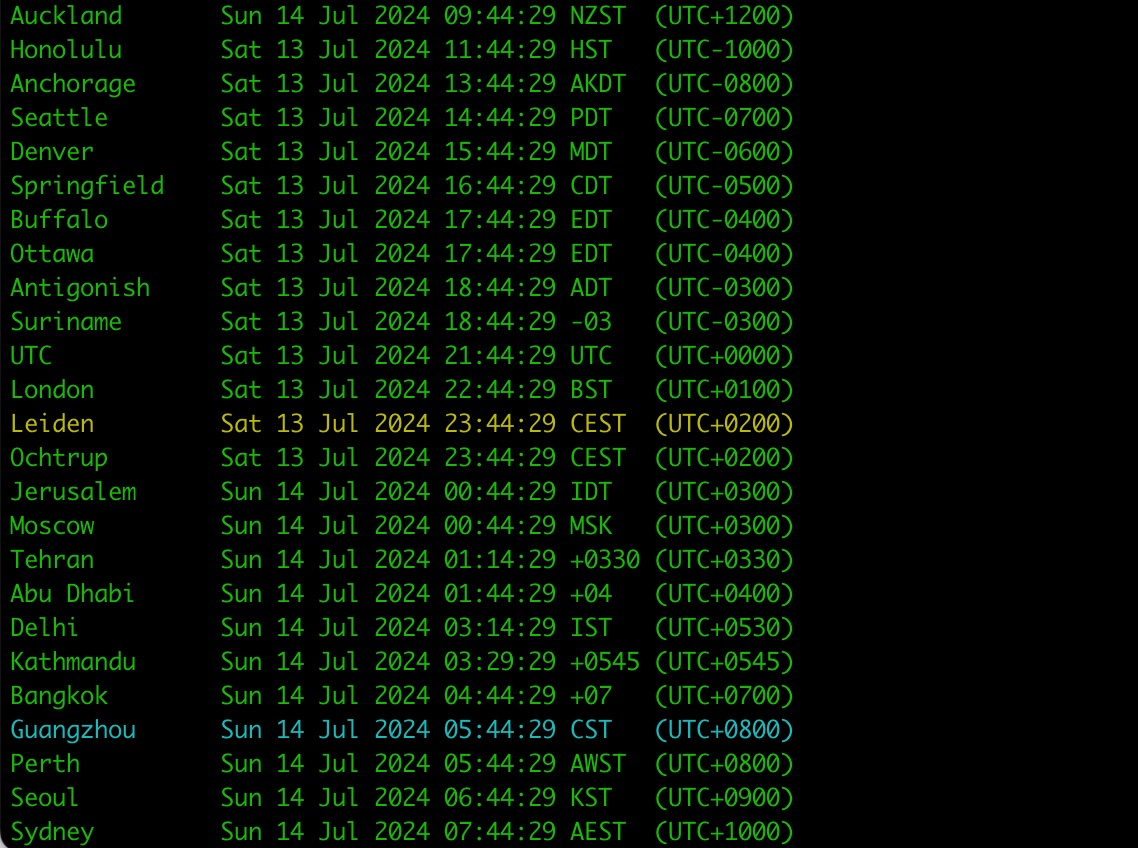 Auckland       Sun 14 Jul 2024 09:44:29 NZST  (UTC+1200)
Honolulu       Sat 13 Jul 2024 11:44:29 HST   (UTC-1000)
Anchorage      Sat 13 Jul 2024 13:44:29 AKDT  (UTC-0800)
Seattle        Sat 13 Jul 2024 14:44:29 PDT   (UTC-0700)
Denver         Sat 13 Jul 2024 15:44:29 MDT   (UTC-0600)
Springfield    Sat 13 Jul 2024 16:44:29 CDT   (UTC-0500)
Buffalo        Sat 13 Jul 2024 17:44:29 EDT   (UTC-0400)
Ottawa         Sat 13 Jul 2024 17:44:29 EDT   (UTC-0400)
Antigonish     Sat 13 Jul 2024 18:44:29 ADT   (UTC-0300)
Suriname       Sat 13 Jul 2024 18:44:29 -03   (UTC-0300)
UTC            Sat 13 Jul 2024 21:44:29 UTC   (UTC+0000)
London         Sat 13 Jul 2024 22:44:29 BST   (UTC+0100)
Leiden         Sat 13 Jul 2024 23:44:29 CEST  (UTC+0200)
Ochtrup        Sat 13 Jul 2024 23:44:29 CEST  (UTC+0200)
Jerusalem      Sun 14 Jul 2024 00:44:29 IDT   (UTC+0300)
Moscow         Sun 14 Jul 2024 00:44:29 MSK   (UTC+0300)
Tehran         Sun 14 Jul 2024 01:14:29 +0330 (UTC+0330)
Abu Dhabi      Sun 14 Jul 2024 01:44:29 +04   (UTC+0400)
Delhi          Sun 14 Jul 2024 03:14:29 IST   (UTC+0530)
Kathmandu      Sun 14 Jul 2024 03:29:29 +0545 (UTC+0545)
Bangkok        Sun 14 Jul 2024 04:44:29 +07   (UTC+0700)
Guangzhou      Sun 14 Jul 2024 05:44:29 CST   (UTC+0800)
Perth          Sun 14 Jul 2024 05:44:29 AWST  (UTC+0800)
Seoul          Sun 14 Jul 2024 06:44:29 KST   (UTC+0900)
Sydney         Sun 14 Jul 2024 07:44:29 AEST  (UTC+1000)